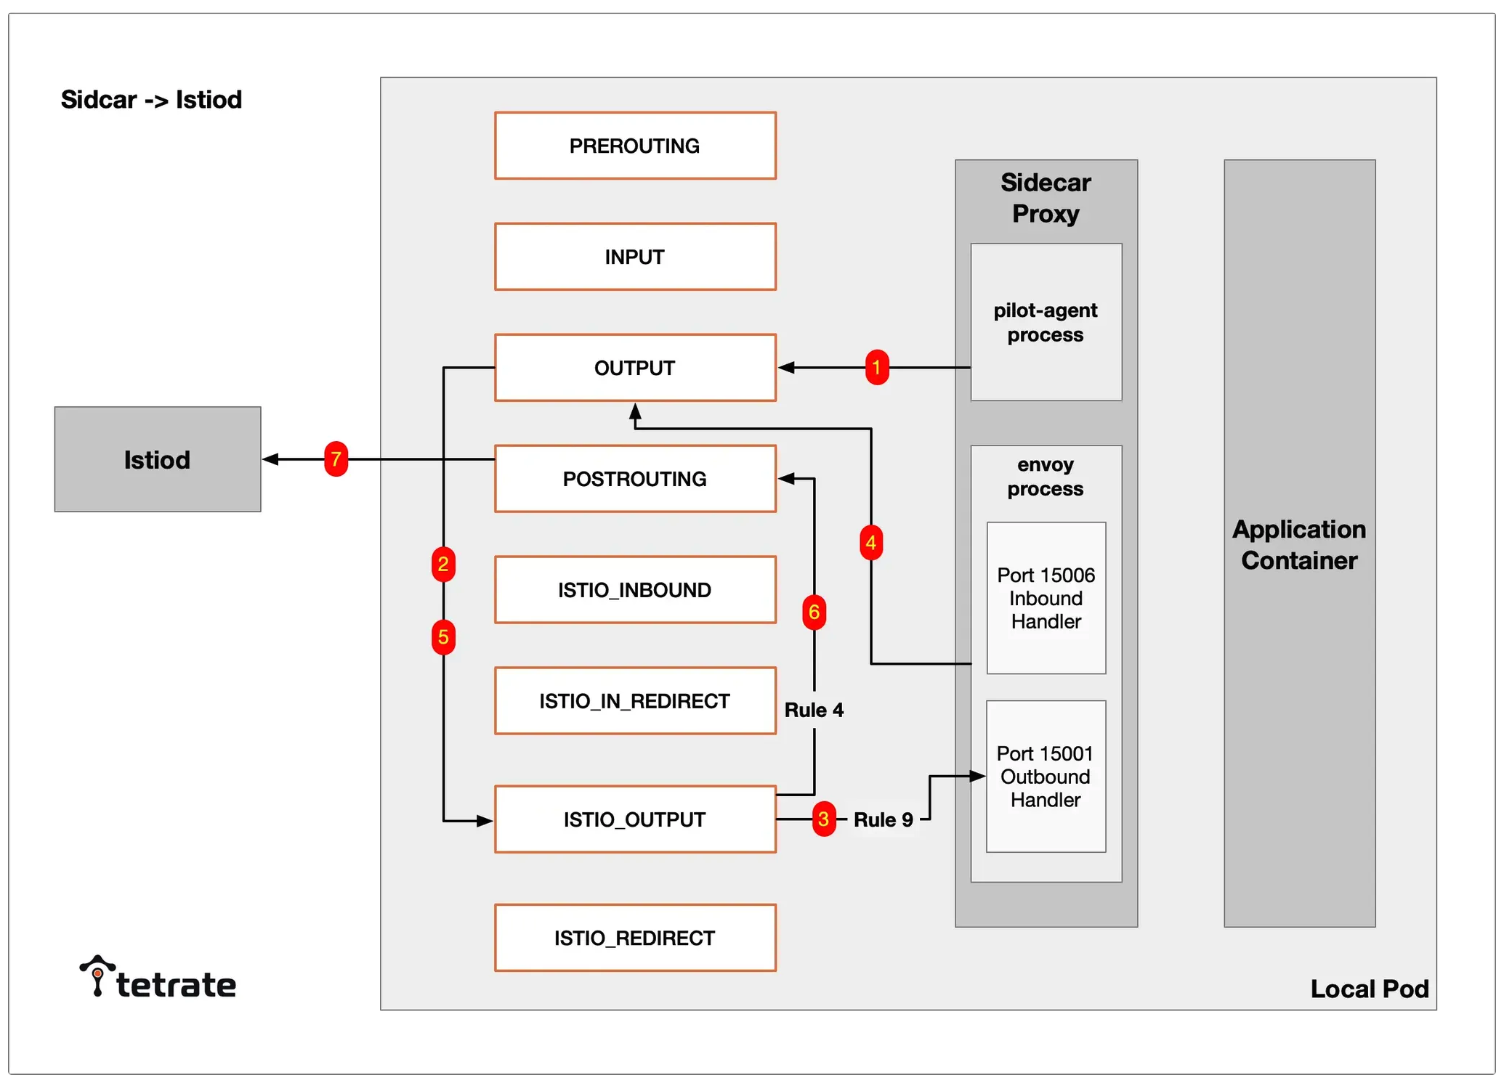 Sidcar -> Istiod
PREROUTING
INPUT
OUTPUT
POSTROUTING
ISTIO_INBOUND
ISTIO_IN_REDIRECT
ISTIO_OUTPUT
ISTIO_REDIRECT
Istiod
7
2
5
1
4
6
Rule 4
3
Rule 9
Sidecar
Proxy
pilot-agent
process
envoy
process
Port 15006
Inbound
Handler
Port 15001
Outbound
Handler
Application
Container
Local Pod
tetrate